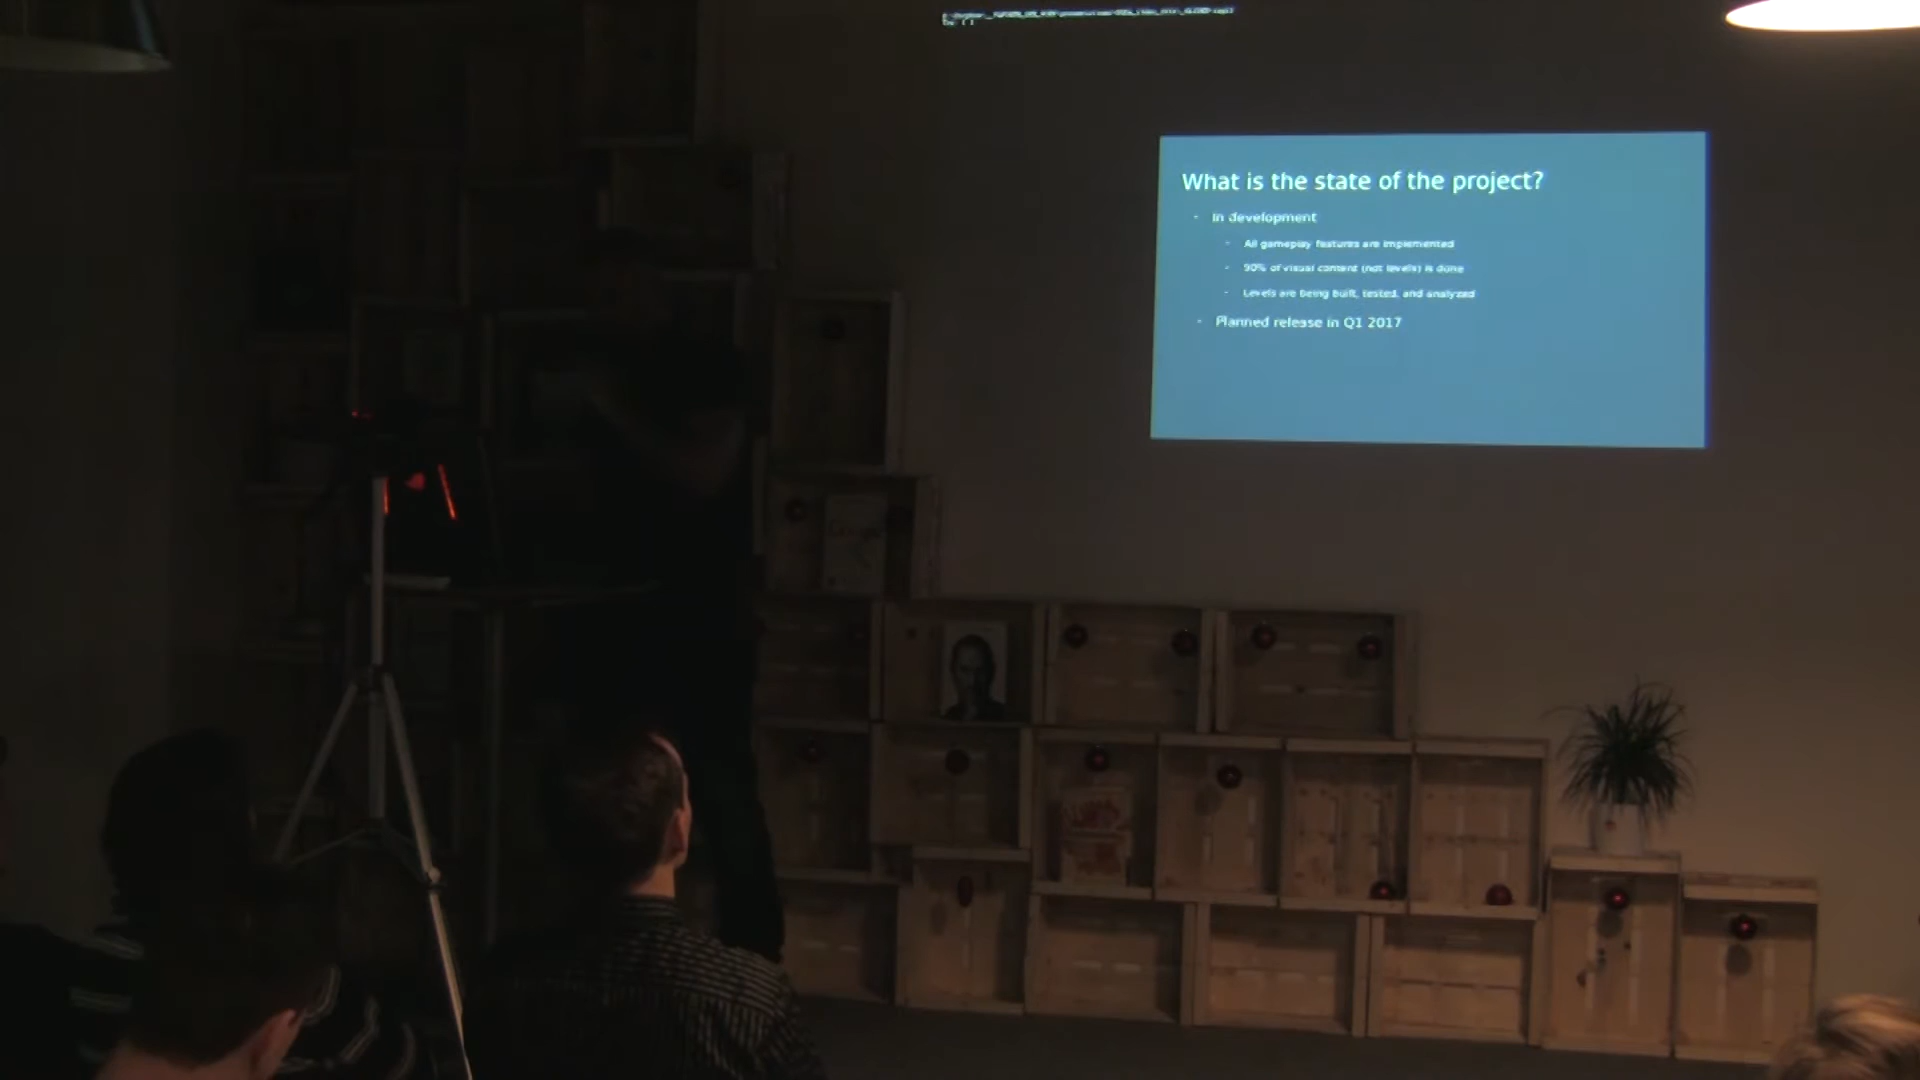 What is the state of the project?
- In development
- All gameplay features are implemented
- 90% of visual content (not levels) is done
- Levels are being built, tested, and analyzed
- Planned release in Q1 2017